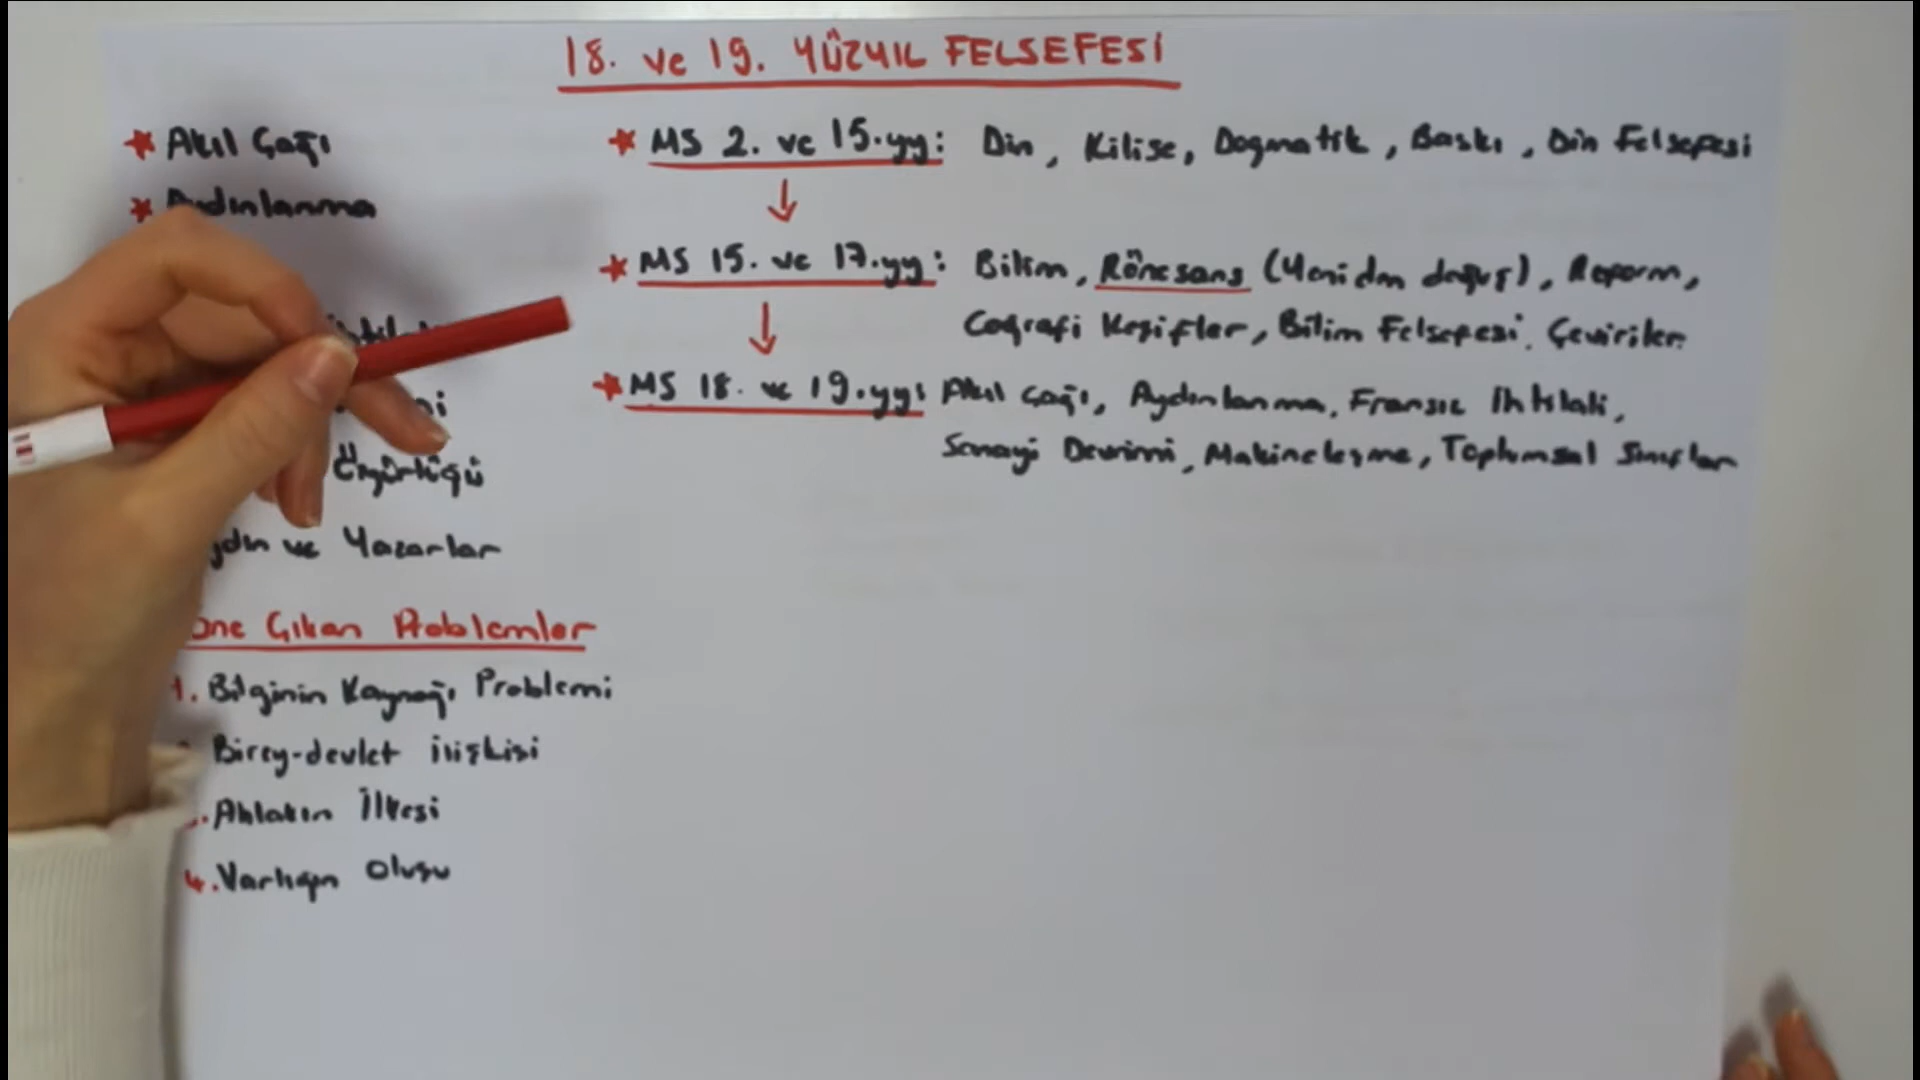 18. ve 19. YÜZYIL FELSEFESİ
★ Akıl Çağı
★ Aydınlanma
Özgürlüğü
ve Yazarlar
Öne Çıkan Problemler
1. Bilginin Kaynağı Problemi
Birey-devlet ilişkisi
Ahlakın İlkesi
4. Varlığın Oluşu
★ MS 2. ve 15.yy: Din, Kilise, Dogmatik, Baskı, Din Felsefesi
↓
★ MS 15. ve 17.yy: Bilim, Rönesans (Yeniden doğuş), Reform,
Coğrafi Keşifler, Bilim Felsefesi, Çeviriler
↓
★ MS 18. ve 19.yy: Akıl Çağı, Aydınlanma, Fransız İhtilali,
Sanayi Devrimi, Makineleşme, Toplumsal Sınıflar